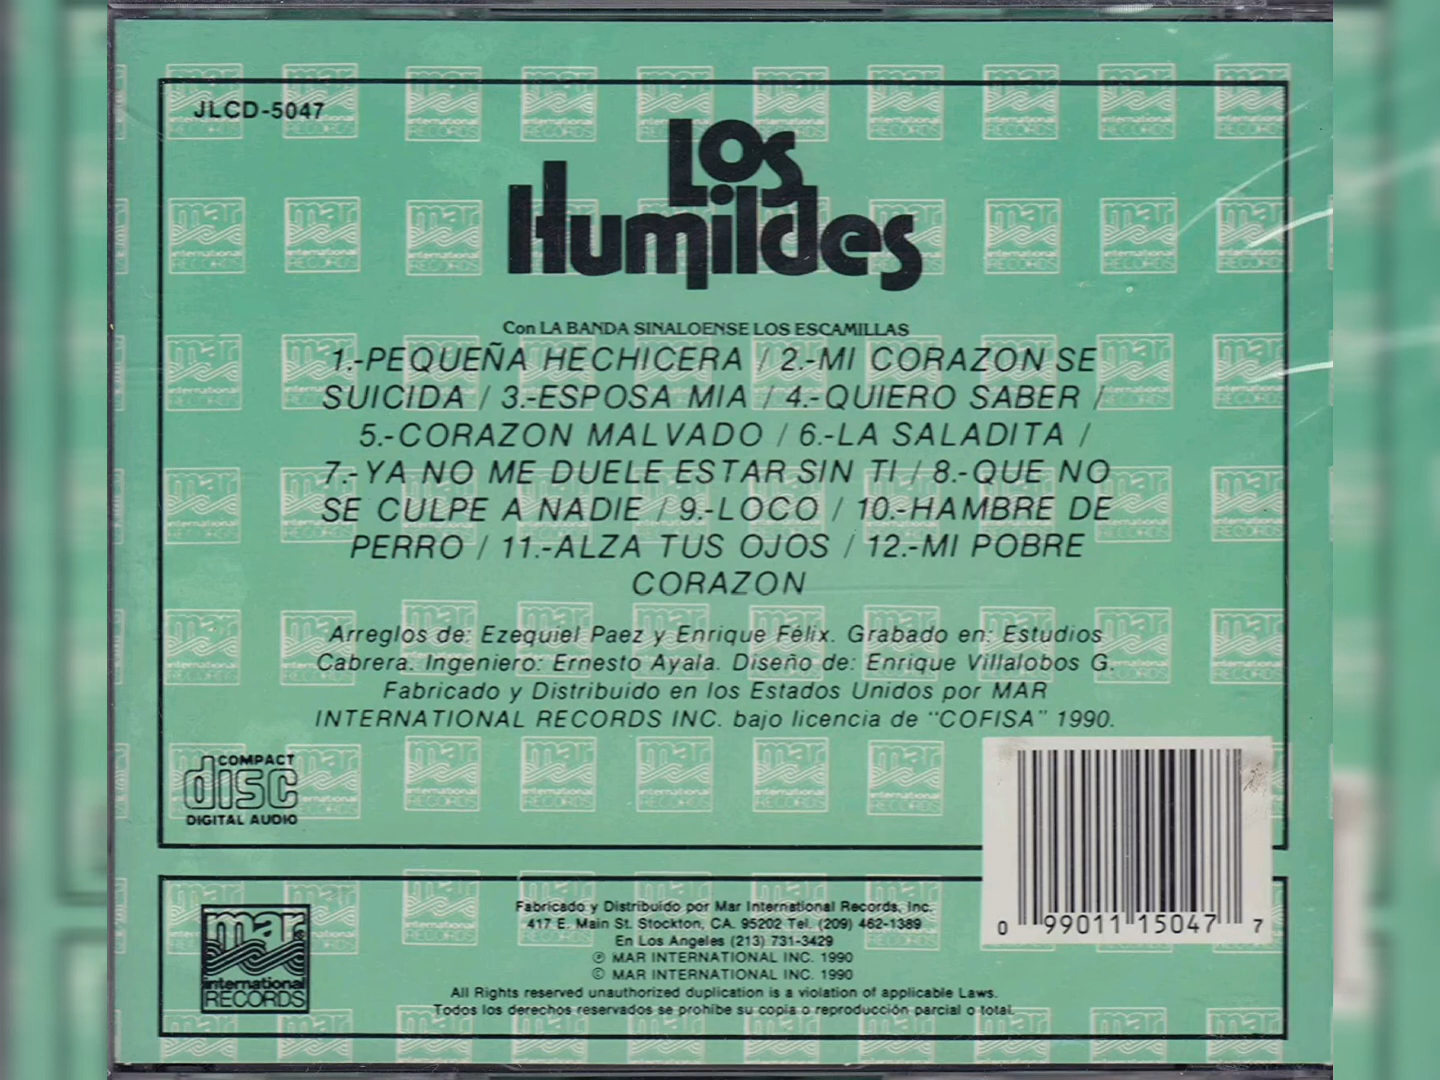 JLCD-5047
Los
Humildes
Con LA BANDA SINALOENSE LOS ESCAMILLAS
1.-PEQUEÑA HECHICERA / 2.-MI CORAZON SE
SUICIDA / 3.-ESPOSA MIA / 4.-QUIERO SABER /
5.-CORAZON MALVADO / 6.-LA SALADITA /
7.-YA NO ME DUELE ESTAR SIN TI / 8.-QUE NO
SE CULPE A NADIE / 9.-LOCO / 10.-HAMBRE DE
PERRO / 11.-ALZA TUS OJOS / 12.-MI POBRE
CORAZON
Arreglos de: Ezequiel Paez y Enrique Félix. Grabado en: Estudios
Cabrera. Ingeniero: Ernesto Ayala. Diseño de: Enrique Villalobos G.
Fabricado y Distribuido en los Estados Unidos por MAR
INTERNATIONAL RECORDS INC. bajo licencia de "COFISA" 1990.
COMPACT
disc
DIGITAL AUDIO
0 99011 15047 7
mar
international
RECORDS
Fabricado y Distribuido por Mar International Records, Inc.
417 E. Main St. Stockton, CA. 95202 Tel. (209) 462-1389
En Los Angeles (213) 731-3429
℗ MAR INTERNATIONAL INC. 1990
© MAR INTERNATIONAL INC. 1990
All Rights reserved unauthorized duplication is a violation of applicable Laws.
Todos los derechos reservados se prohibe su copia o reproducción parcial o total.